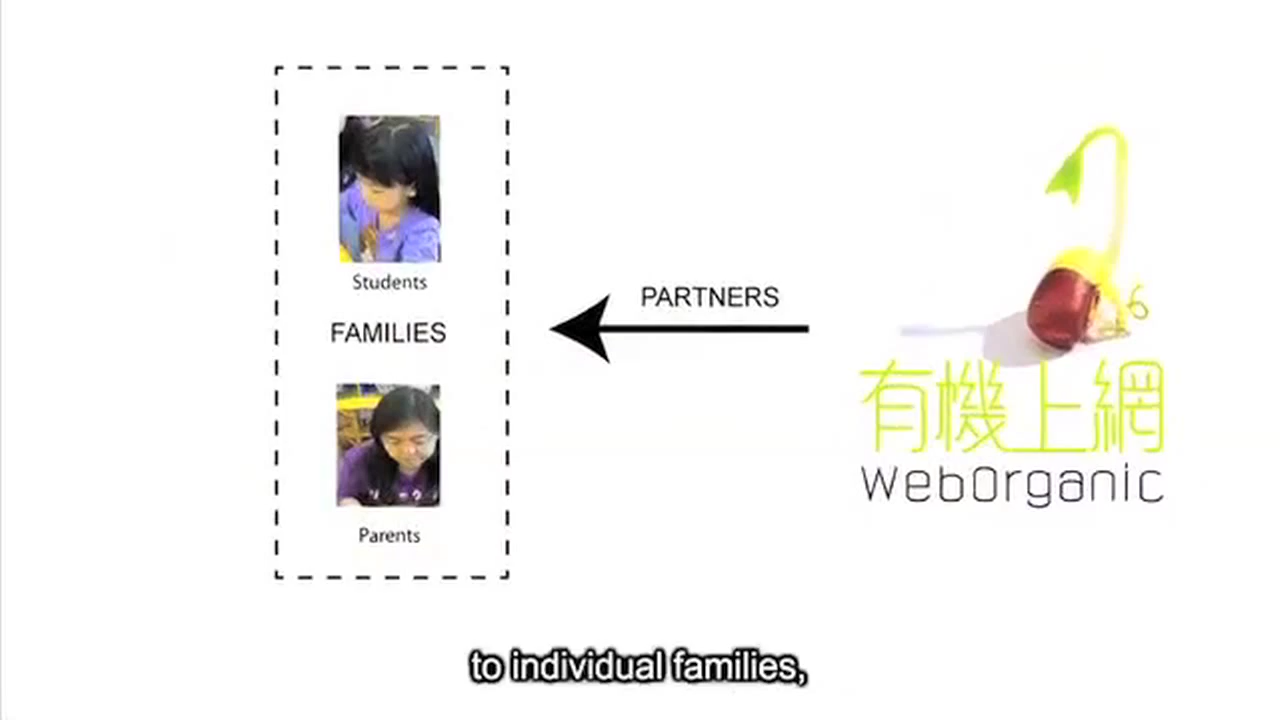 Students
FAMILIES
Parents
PARTNERS
有機上網
WebOrganic
to individual families,